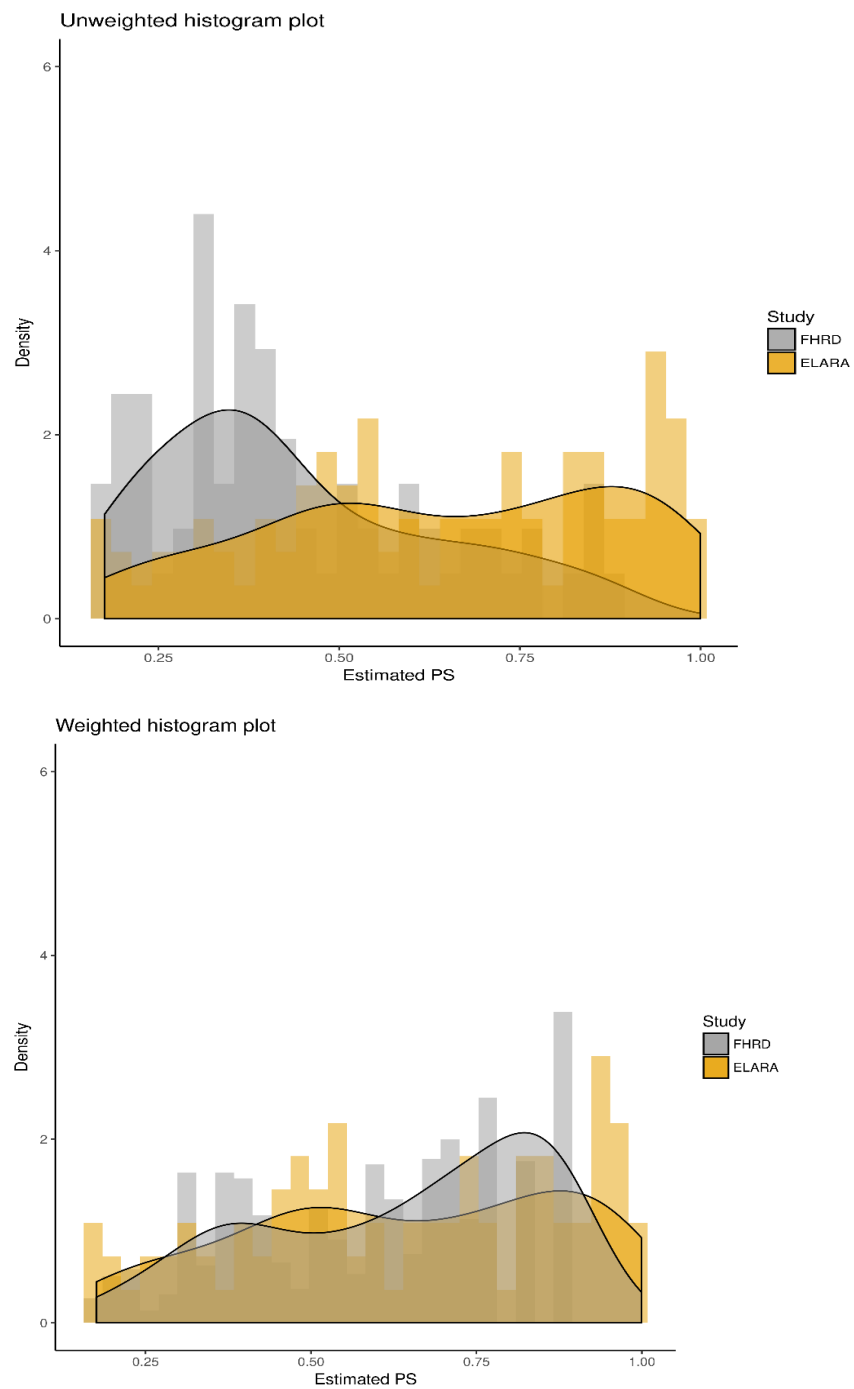 Unweighted histogram plot
6
4
2
0
Density
0.25 0.50 0.75 1.00
Estimated PS
Study
FHRD
ELARA
Weighted histogram plot
6
4
2
0
Density
0.25 0.50 0.75 1.00
Estimated PS
Study
FHRD
ELARA